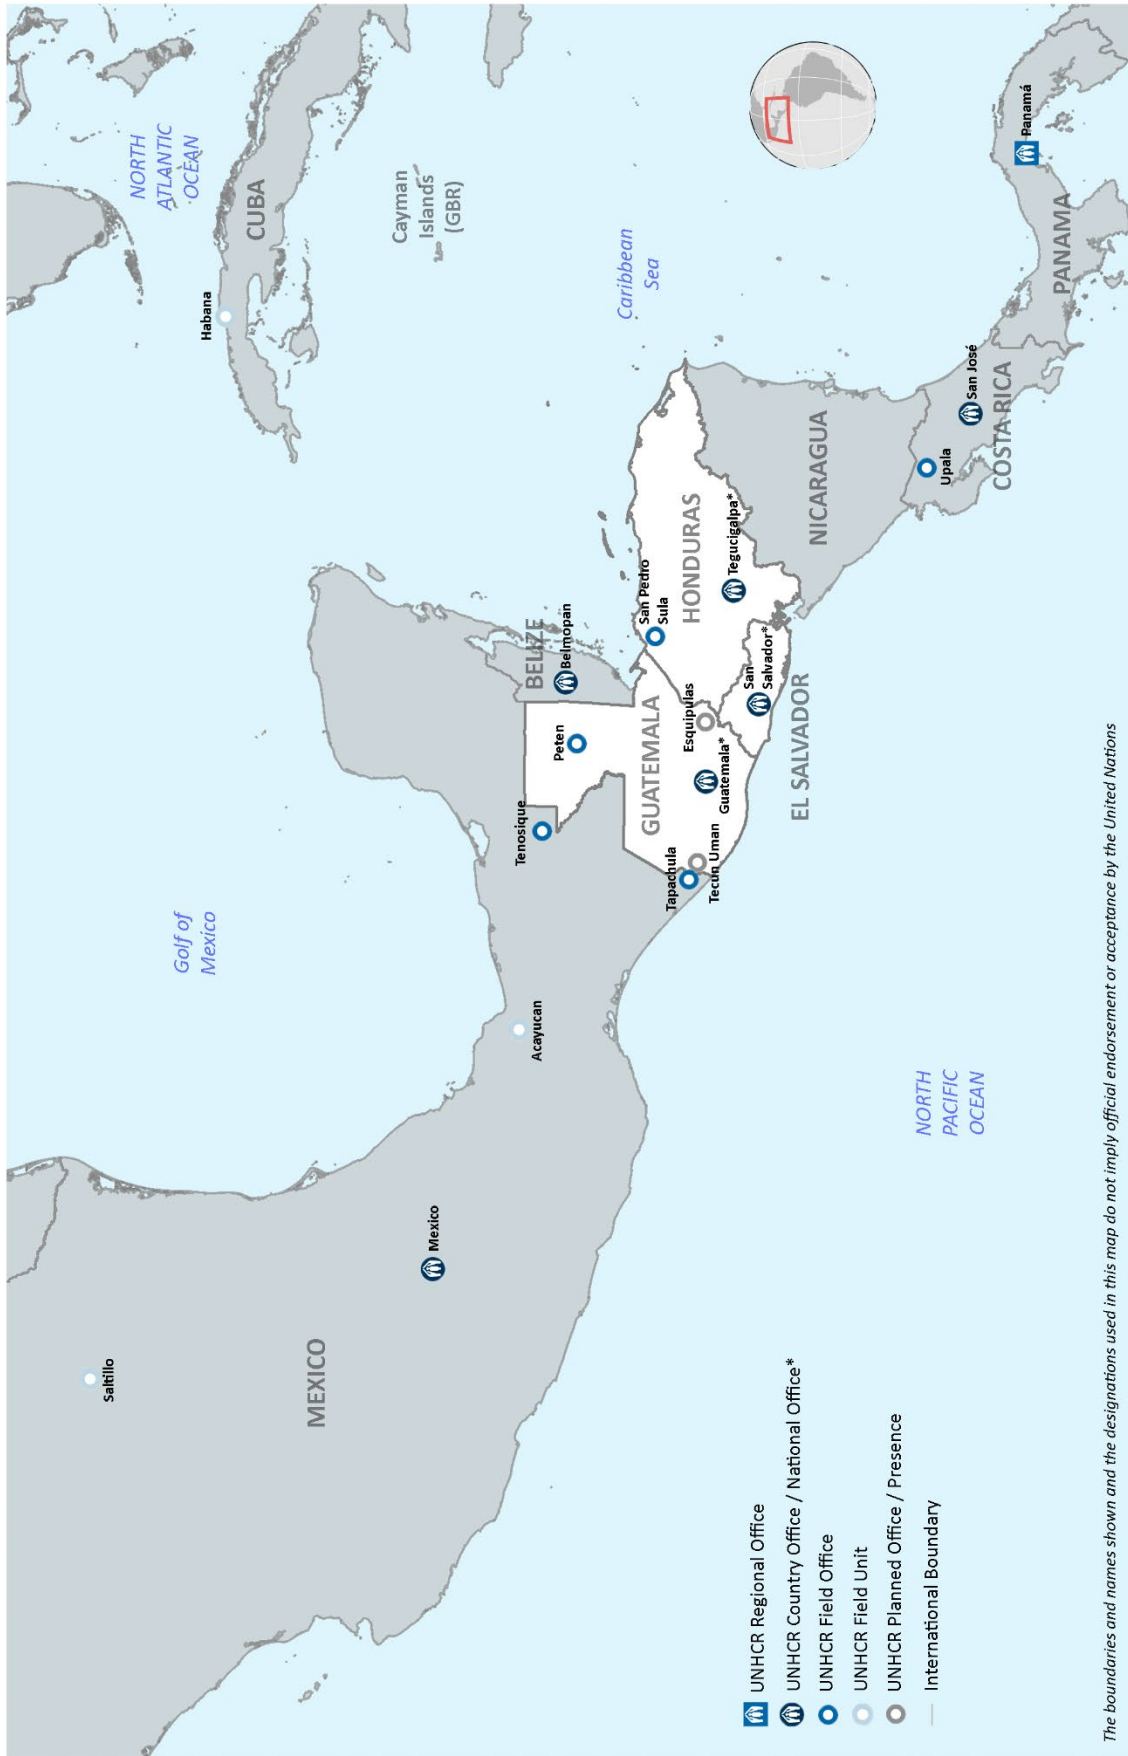 NORTH
ATLANTIC
OCEAN
Habana
CUBA
Golf of
Mexico
Saltillo
MEXICO
Mexico
Cayman
Islands
(GBR)
Acayucan
Tenosique
Peten
BELIZE
Belmopan
Caribbean
Sea
San Pedro
Sula
GUATEMALA
HONDURAS
Tapachula
Tecún Uman
Esquipulas
Guatemala*
Tegucigalpa*
San
Salvador*
EL SALVADOR
NICARAGUA
Upala
San José
COSTA RICA
Panamá
PANAMA
NORTH
PACIFIC
OCEAN
UNHCR Regional Office
UNHCR Country Office / National Office*
UNHCR Field Office
UNHCR Field Unit
UNHCR Planned Office / Presence
International Boundary
The boundaries and names shown and the designations used in this map do not imply official endorsement or acceptance by the United Nations